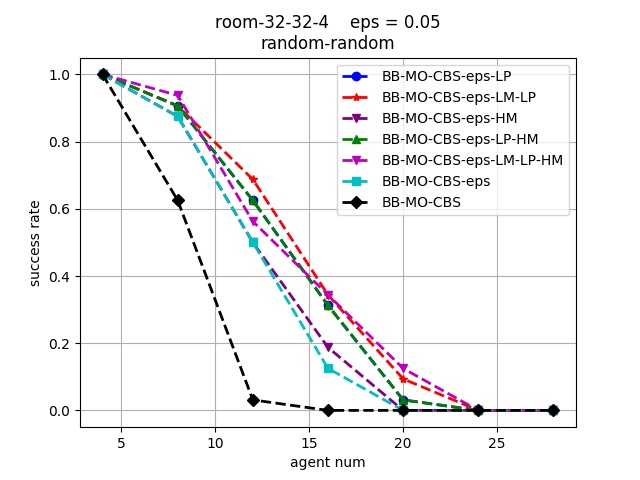 room-32-32-4    eps = 0.05
random-random
1.0
0.8
0.6
0.4
0.2
0.0
success rate
5
10
15
20
25
agent num
BB-MO-CBS-eps-LP
BB-MO-CBS-eps-LM-LP
BB-MO-CBS-eps-HM
BB-MO-CBS-eps-LP-HM
BB-MO-CBS-eps-LM-LP-HM
BB-MO-CBS-eps
BB-MO-CBS